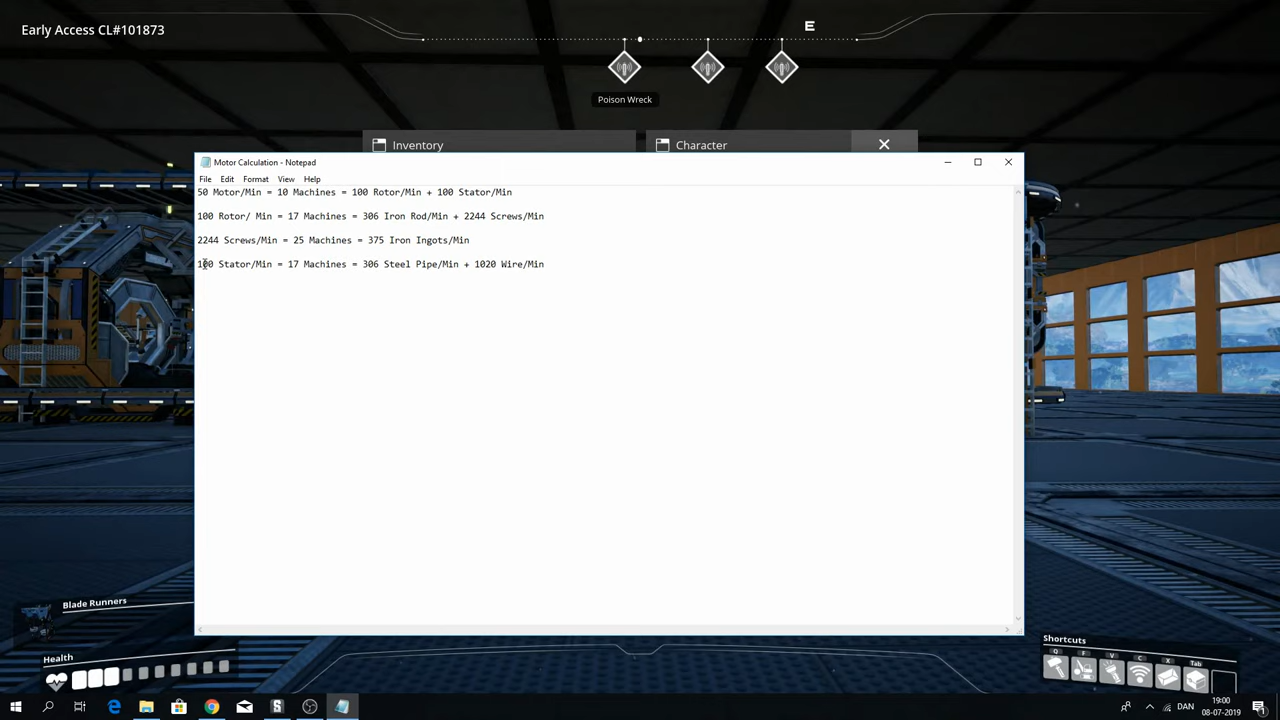 Early Access CL#101873
E
Poison Wreck
Inventory
Character
Motor Calculation - Notepad
File Edit Format View Help
50 Motor/Min = 10 Machines = 100 Rotor/Min + 100 Stator/Min
100 Rotor/ Min = 17 Machines = 306 Iron Rod/Min + 2244 Screws/Min
2244 Screws/Min = 25 Machines = 375 Iron Ingots/Min
100 Stator/Min = 17 Machines = 306 Steel Pipe/Min + 1020 Wire/Min
Blade Runners
Health
Shortcuts
Q F V C X Tab
DAN
19:00
08-07-2019